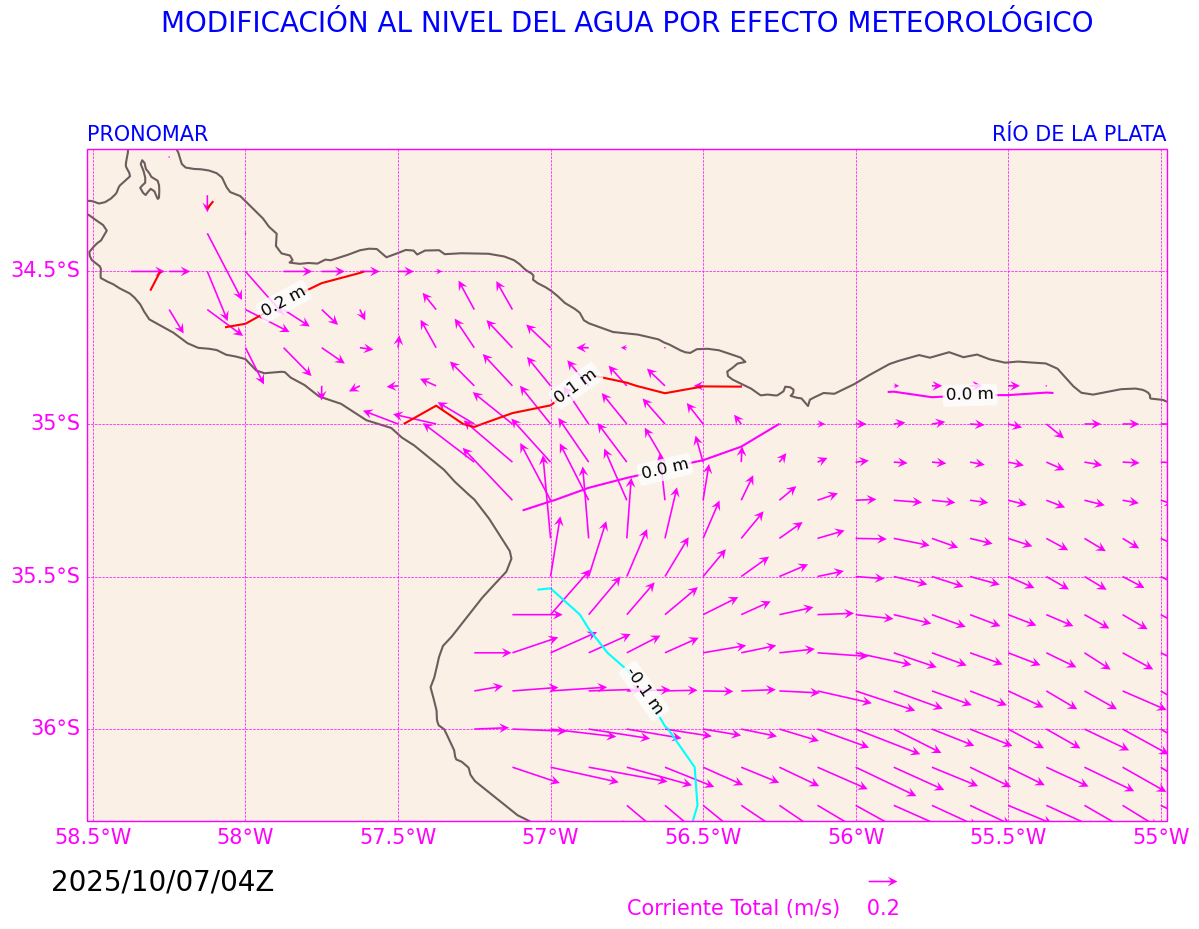 MODIFICACIÓN AL NIVEL DEL AGUA POR EFECTO METEOROLÓGICO
PRONOMAR
RÍO DE LA PLATA
34.5°S
0.2 m
0.1 m
0.0 m
35°S
0.0 m
35.5°S
-0.1 m
36°S
58.5°W
58°W
57.5°W
57°W
56.5°W
56°W
55.5°W
55°W
2025/10/07/04Z
Corriente Total (m/s)
0.2